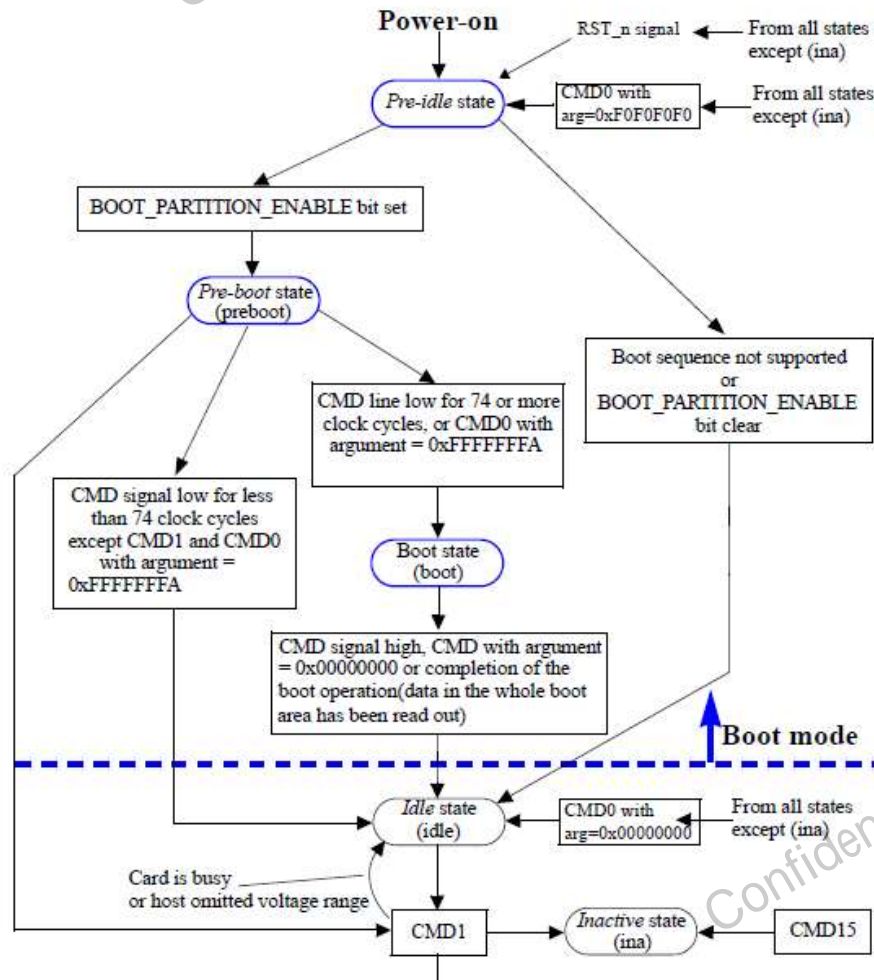 Power-on
RST_n signal
From all states
except (ina)
Pre-idle state
CMD0 with
arg=0xF0F0F0F0
From all states
except (ina)
BOOT_PARTITION_ENABLE bit set
Pre-boot state
(preboot)
Boot sequence not supported
or
BOOT_PARTITION_ENABLE
bit clear
CMD line low for 74 or more
clock cycles, or CMD0 with
argument = 0xFFFFFFFA
CMD signal low for less
than 74 clock cycles
except CMD1 and CMD0
with argument =
0xFFFFFFFA
Boot state
(boot)
CMD signal high, CMD with argument
= 0x00000000 or completion of the
boot operation(data in the whole boot
area has been read out)
Boot mode
Idle state
(idle)
CMD0 with
arg=0x00000000
From all states
except (ina)
Card is busy
or host omitted voltage range
CMD1
Inactive state
(ina)
CMD15
Confiden